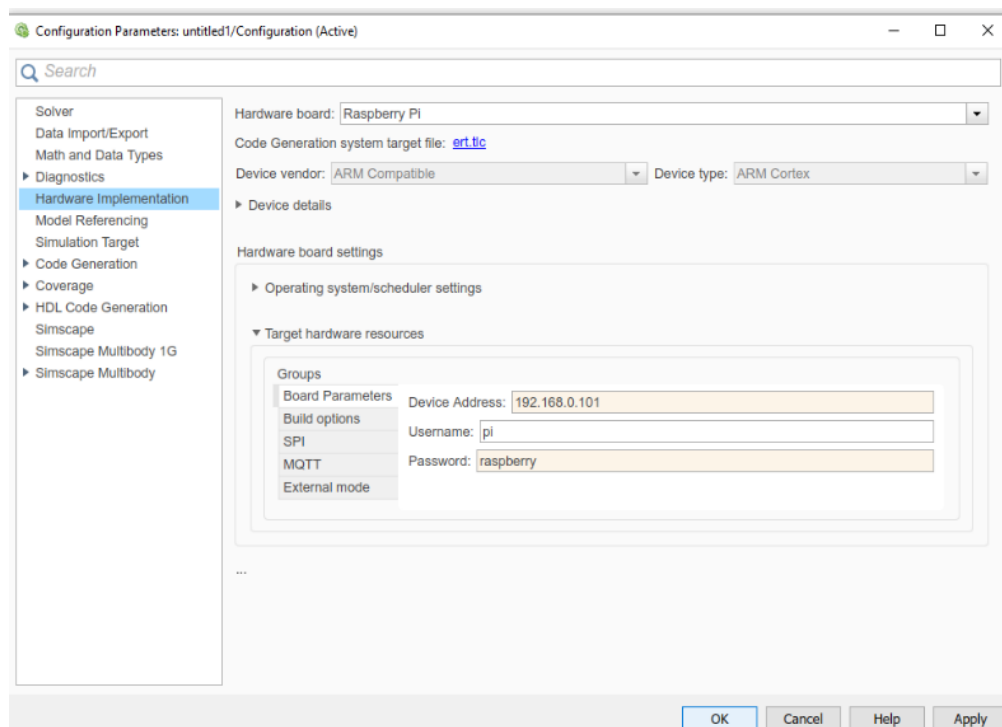 Configuration Parameters: untitled1/Configuration (Active)
Search
Solver
Data Import/Export
Math and Data Types
Diagnostics
Hardware Implementation
Model Referencing
Simulation Target
Code Generation
Coverage
HDL Code Generation
Simscape
Simscape Multibody 1G
Simscape Multibody
Hardware board: Raspberry Pi
Code Generation system target file: ert.tlc
Device vendor: ARM Compatible Device type: ARM Cortex
Device details
Hardware board settings
Operating system/scheduler settings
Target hardware resources
Groups
Board Parameters
Build options
SPI
MQTT
External mode
Device Address: 192.168.0.101
Username: pi
Password: raspberry
...
OK Cancel Help Apply